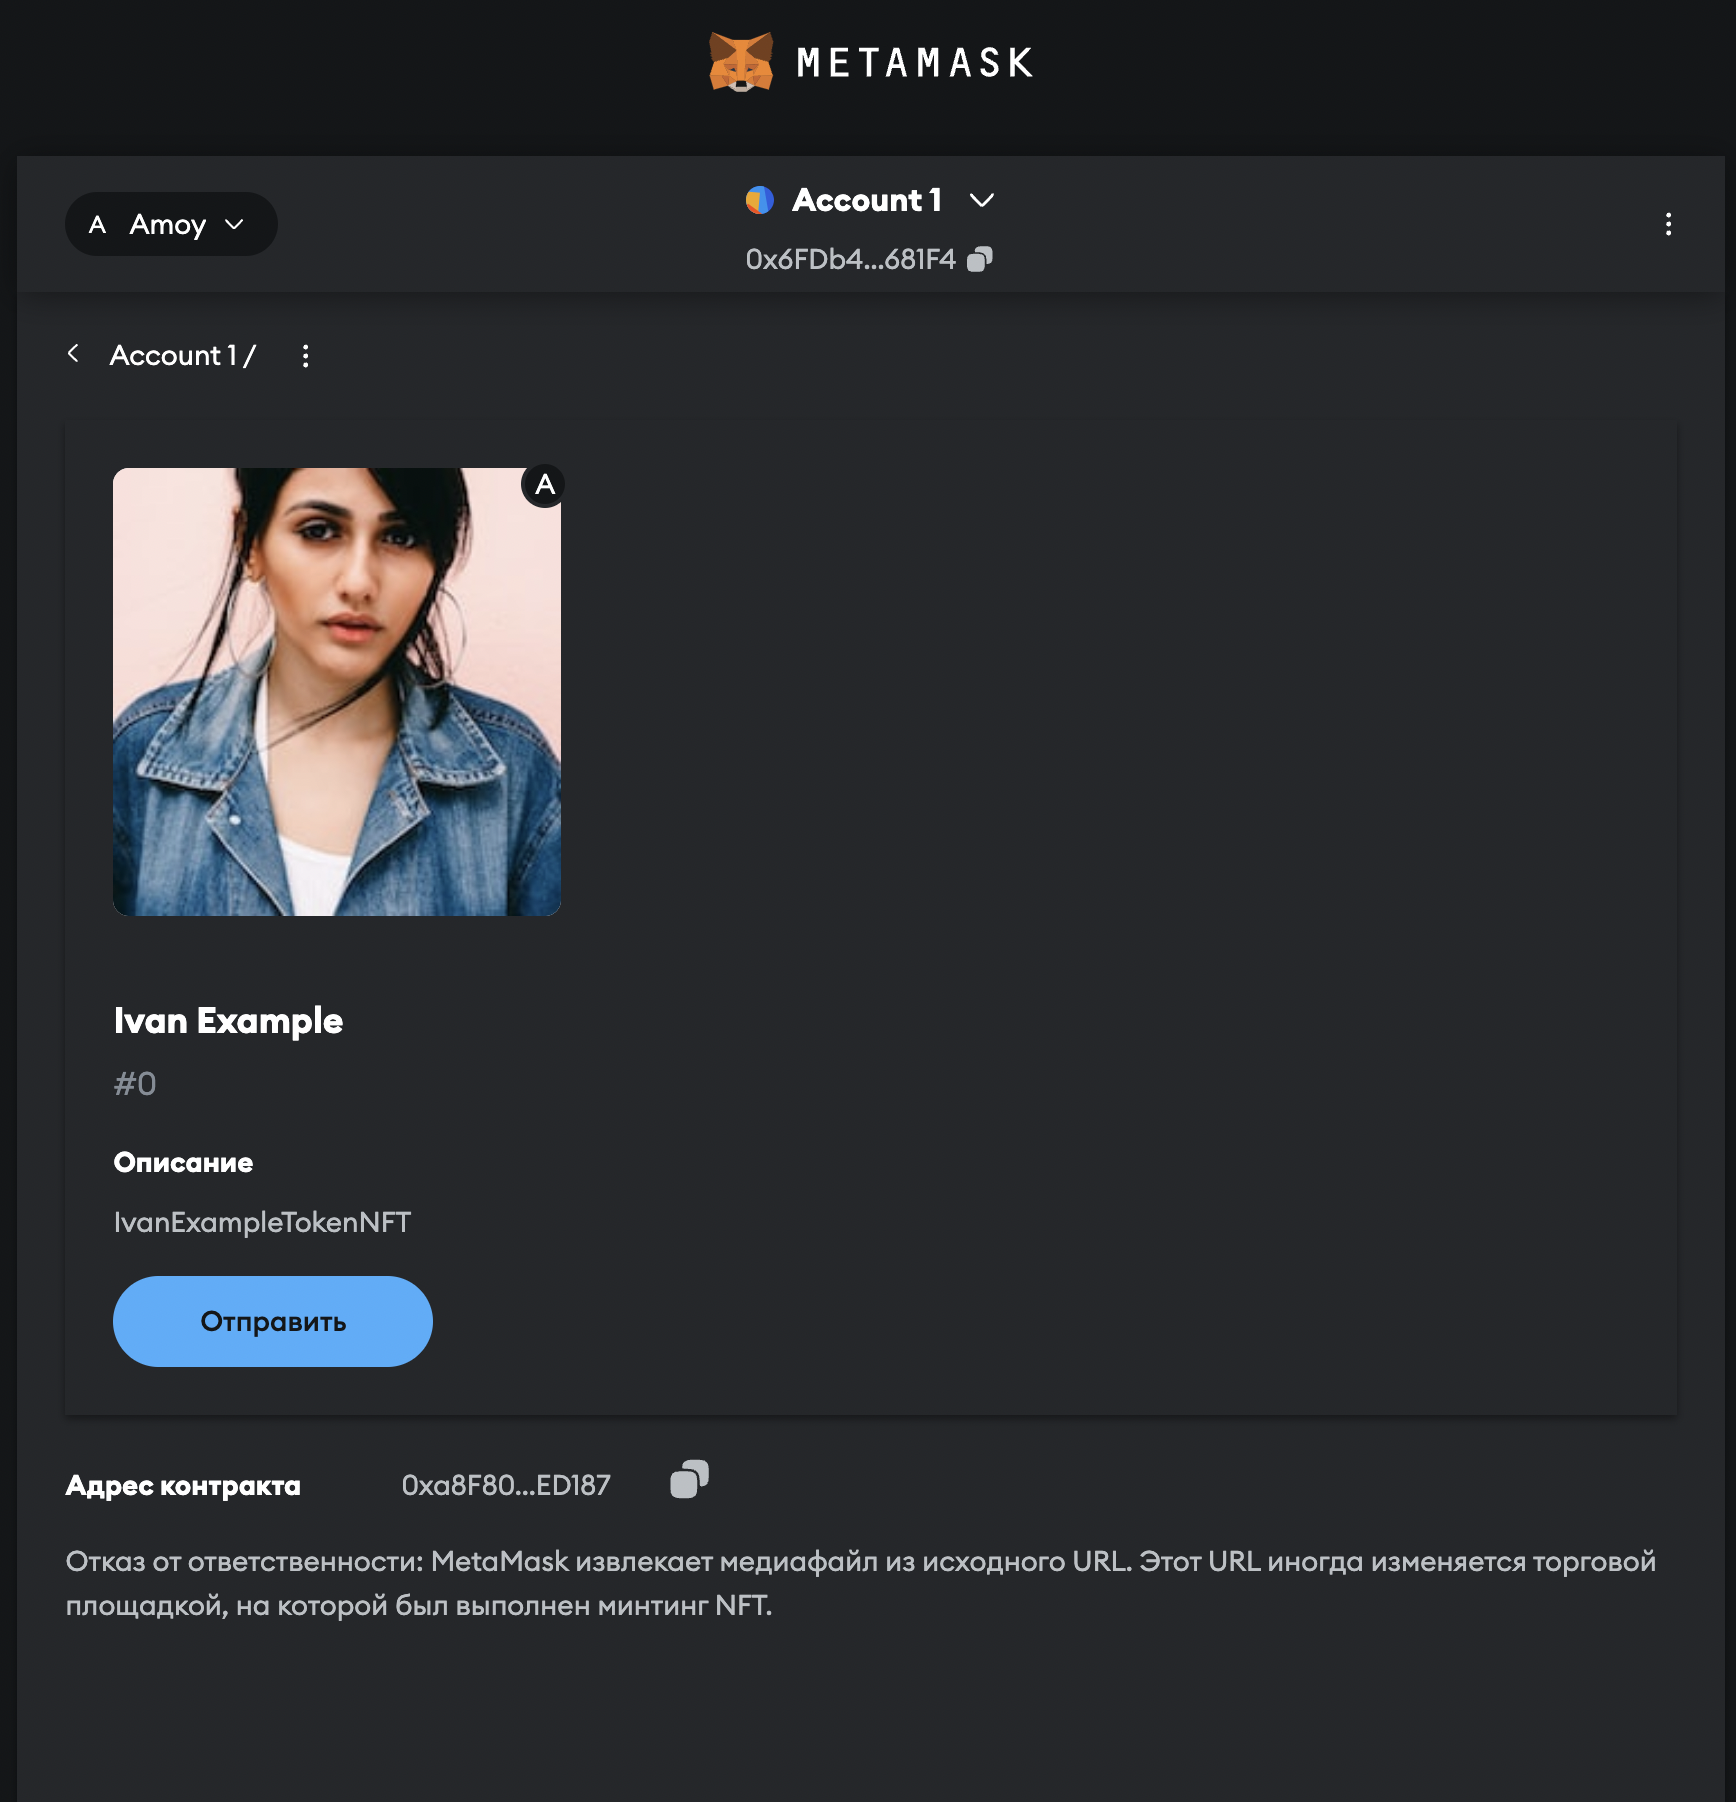 METAMASK
A Amoy
Account 1
0x6FDb4...681F4
Account 1 /
A
Ivan Example
#0
Описание
IvanExampleTokenNFT
Отправить
Адрес контракта 0xa8F80...ED187
Отказ от ответственности: MetaMask извлекает медиафайл из исходного URL. Этот URL иногда изменяется торговой
площадкой, на которой был выполнен минтинг NFT.